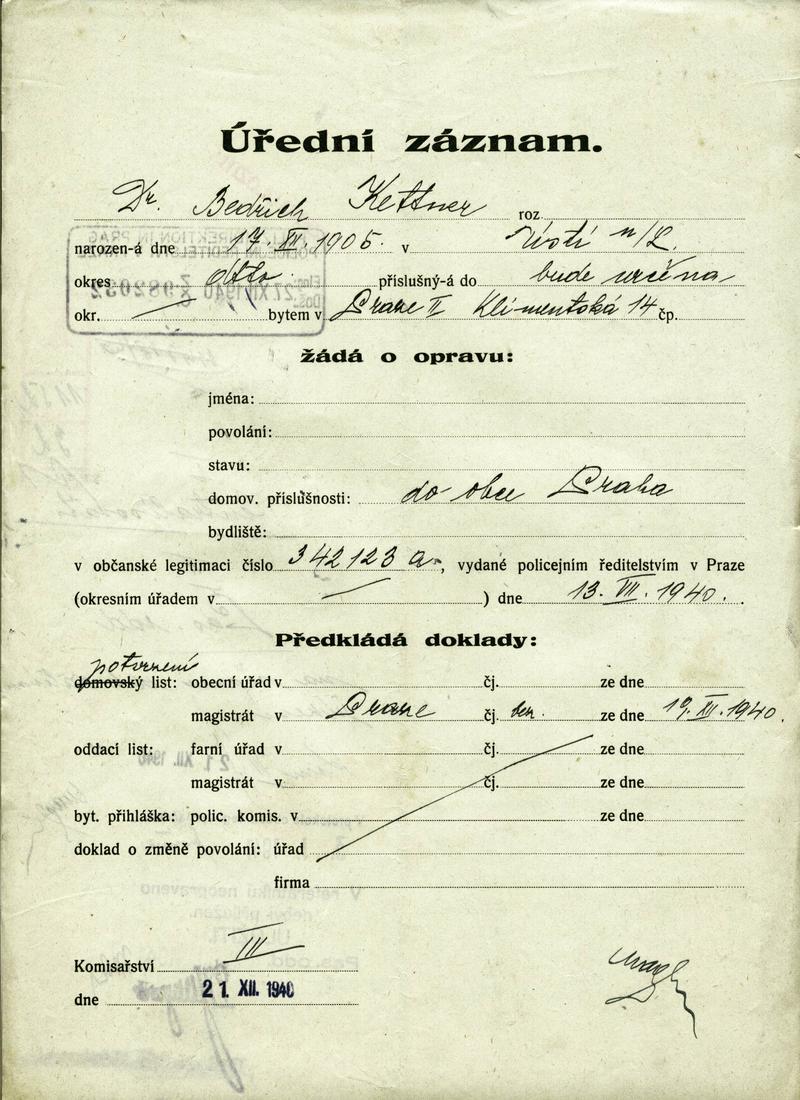 Úřední záznam.
Dr. Bedřich Kettner roz.
narozen-á dne 17. XII. 1905. v Ústí n/L.
okres dtto. příslušný-á do bude určena
okr. — bytem v Praze II Klimentská 14 čp.
žádá o opravu:
jména:
povolání:
stavu:
domov. příslušnosti: do obce Praha
bydliště:
v občanské legitimaci číslo 342123 a., vydané policejním ředitelstvím v Praze
(okresním úřadem v — ) dne 13. VII. 1940.
Předkládá doklady:
potvrzení
domovský list: obecní úřad v čj. ze dne
magistrát v Praze čj. ze dne 19. XII. 1940.
oddací list: farní úřad v čj. ze dne
magistrát v čj. ze dne
byt. přihláška: polic. komis. v ze dne
doklad o změně povolání: úřad
firma
Komisařství III
dne 21. XII. 1940